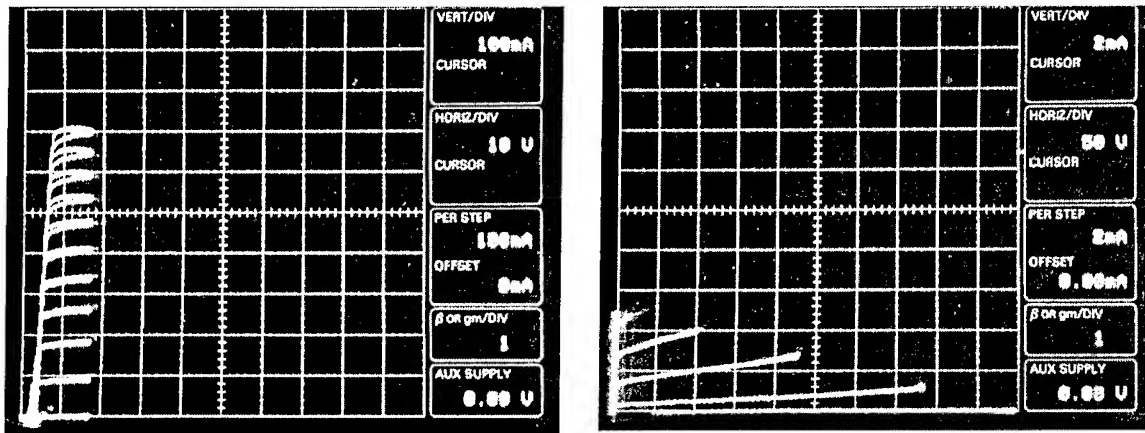 VERT/DIV
100mA
CURSOR
HORIZ/DIV
10 V
CURSOR
PER STEP
100mA
OFFSET
0mA
β OR gm/DIV
1
AUX SUPPLY
0.00 V
VERT/DIV
2mA
CURSOR
HORIZ/DIV
50 V
CURSOR
PER STEP
2mA
OFFSET
0.00mA
β OR gm/DIV
1
AUX SUPPLY
0.00 V